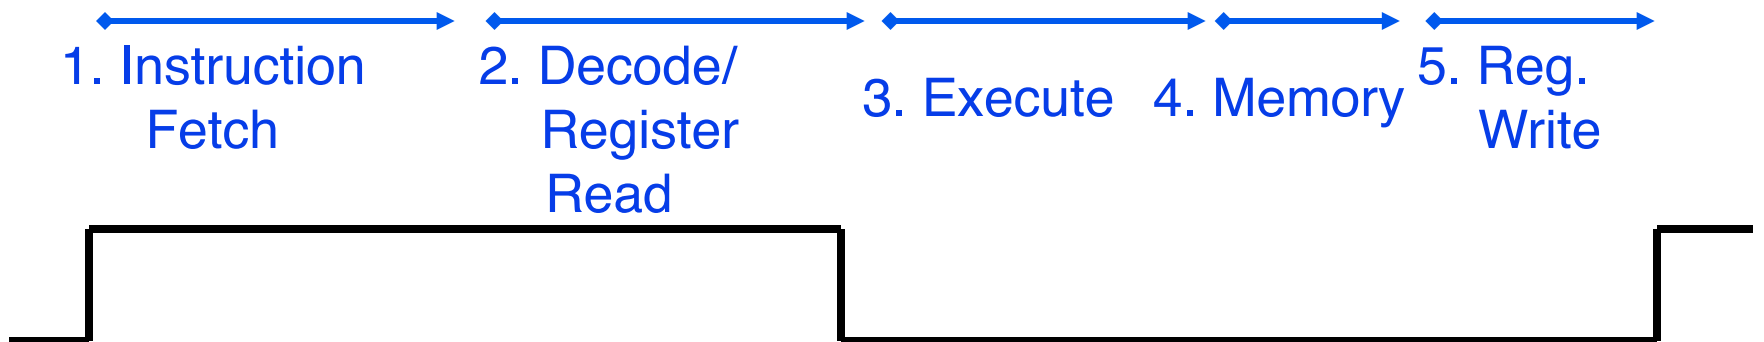 1. Instruction
Fetch
2. Decode/
Register
Read
3. Execute
4. Memory
5. Reg.
Write